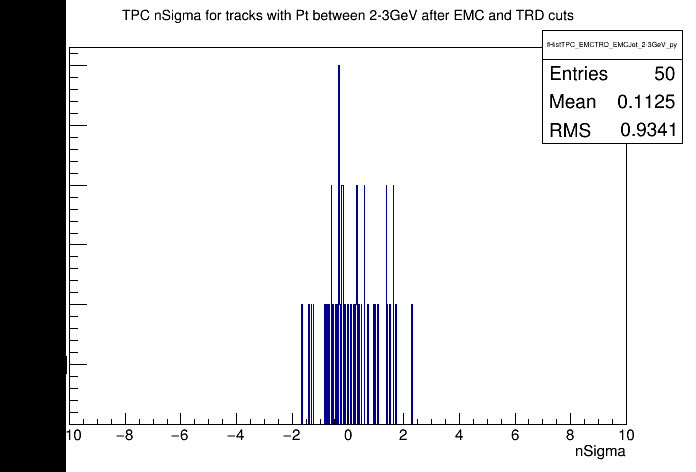 TPC nSigma for tracks with Pt between 2-3GeV after EMC and TRD cuts
fHistTPC_EMCTRD_EMCJet_2-3GeV_py
Entries 50
Mean 0.1125
RMS 0.9341
10 −8 −6 −4 −2 0 2 4 6 8 10
nSigma